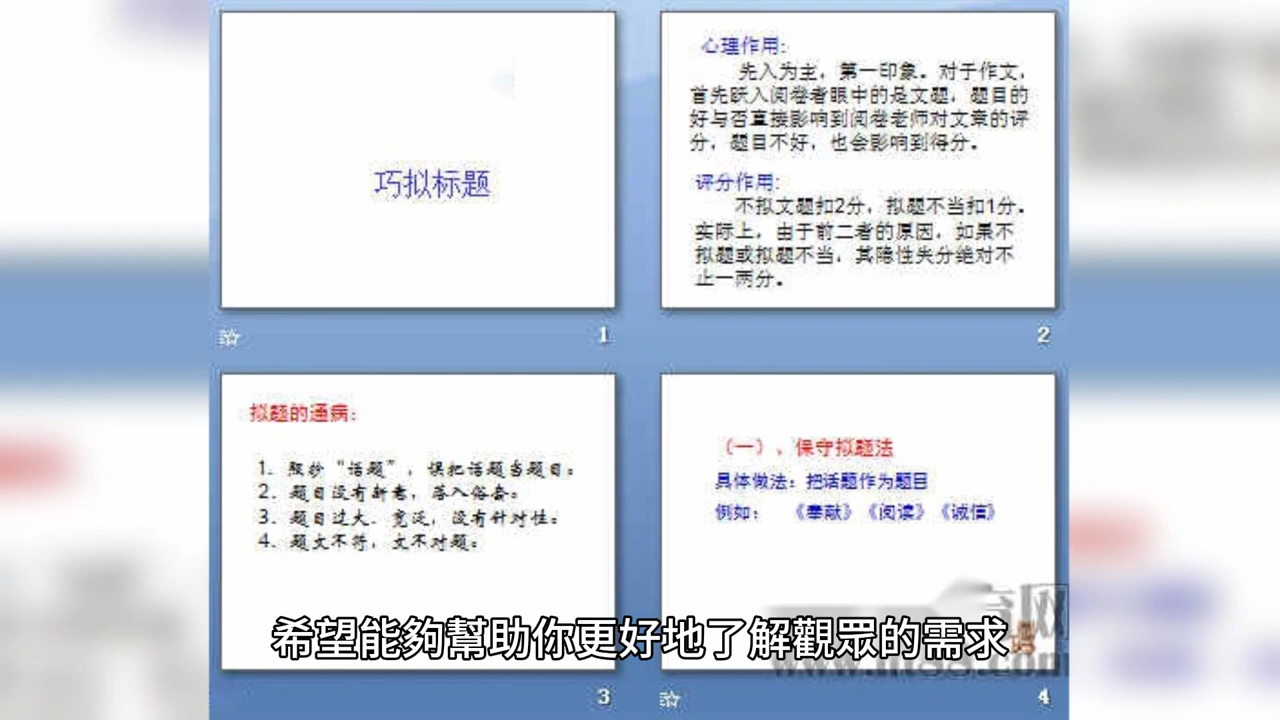 巧拟标题
1
心理作用:
先入为主，第一印象。对于作文，
首先跃入阅卷者眼中的是文题，题目的
好与否直接影响到阅卷老师对文章的评
分，题目不好，也会影响到得分。
评分作用:
不拟文题扣2分，拟题不当扣1分。
实际上，由于前二者的原因，如果不
拟题或拟题不当，其隐性失分绝对不
止一两分。
2
拟题的通病：
1．照抄“话题”，误把话题当题目。
2．题目没有新意，落入俗套。
3．题目过大．宽泛，没有针对性。
4．题文不符，文不对题。
3
（一）、保守拟题法
具体做法：把话题作为题目
例如： 《奉献》《阅读》《诚信》
4
希望能夠幫助你更好地了解觀眾的需求